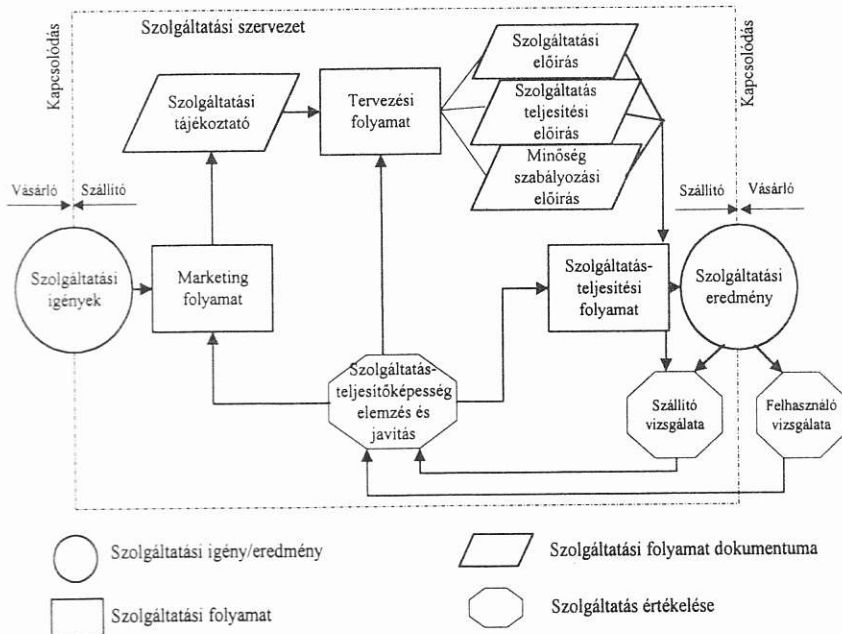 Szolgáltatási szervezet
Kapcsolódás
Kapcsolódás
Szolgáltatási
tájékoztató
Tervezési
folyamat
Szolgáltatási
előírás
Szolgáltatás
teljesítési
előírás
Minőség
szabályozási
előírás
Vásárló
Szállító
Szállító
Vásárló
Szolgáltatási
igények
Marketing
folyamat
Szolgáltatás-
teljesítési
folyamat
Szolgáltatási
eredmény
Szolgáltatás-
teljesítőképesség
elemzés és
javítás
Szállító
vizsgálata
Felhasználó
vizsgálata
Szolgáltatási igény/eredmény
Szolgáltatási folyamat dokumentuma
Szolgáltatási folyamat
Szolgáltatás értékelése